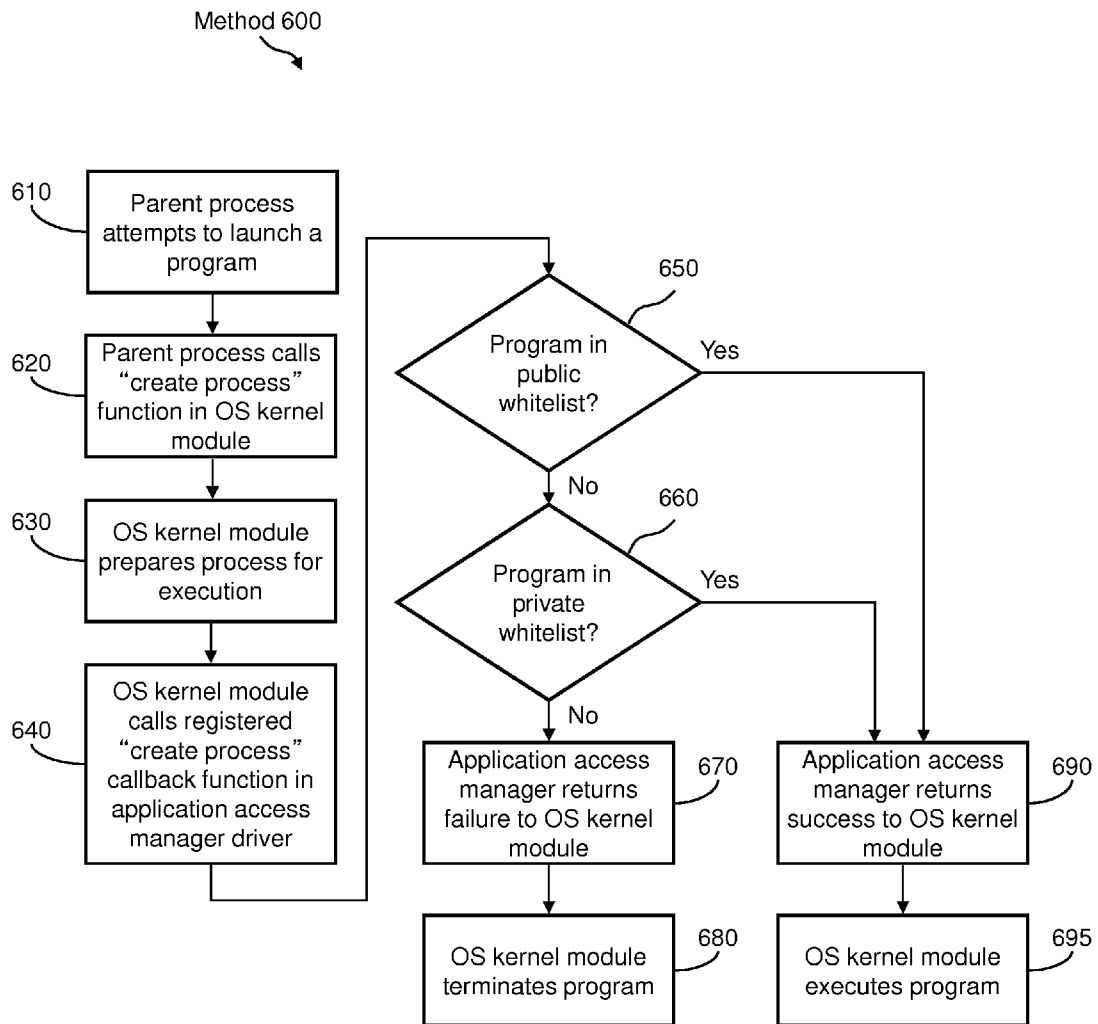 Method 600
610
Parent process
attempts to launch a
program
620
Parent process calls
“create process”
function in OS kernel
module
630
OS kernel module
prepares process for
execution
640
OS kernel module
calls registered
“create process”
callback function in
application access
manager driver
650
Program in
public
whitelist?
Yes
No
660
Program in
private
whitelist?
Yes
No
670
Application access
manager returns
failure to OS kernel
module
680
OS kernel module
terminates program
690
Application access
manager returns
success to OS kernel
module
695
OS kernel module
executes program